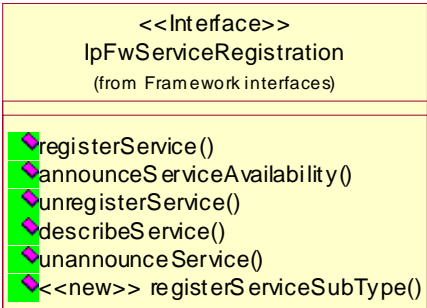 <<Interface>>
IpFwServiceRegistration
(from Framework interfaces)
registerService()
announceServiceAvailability()
unregisterService()
describeService()
unannounceService()
<<new>> registerServiceSubType()